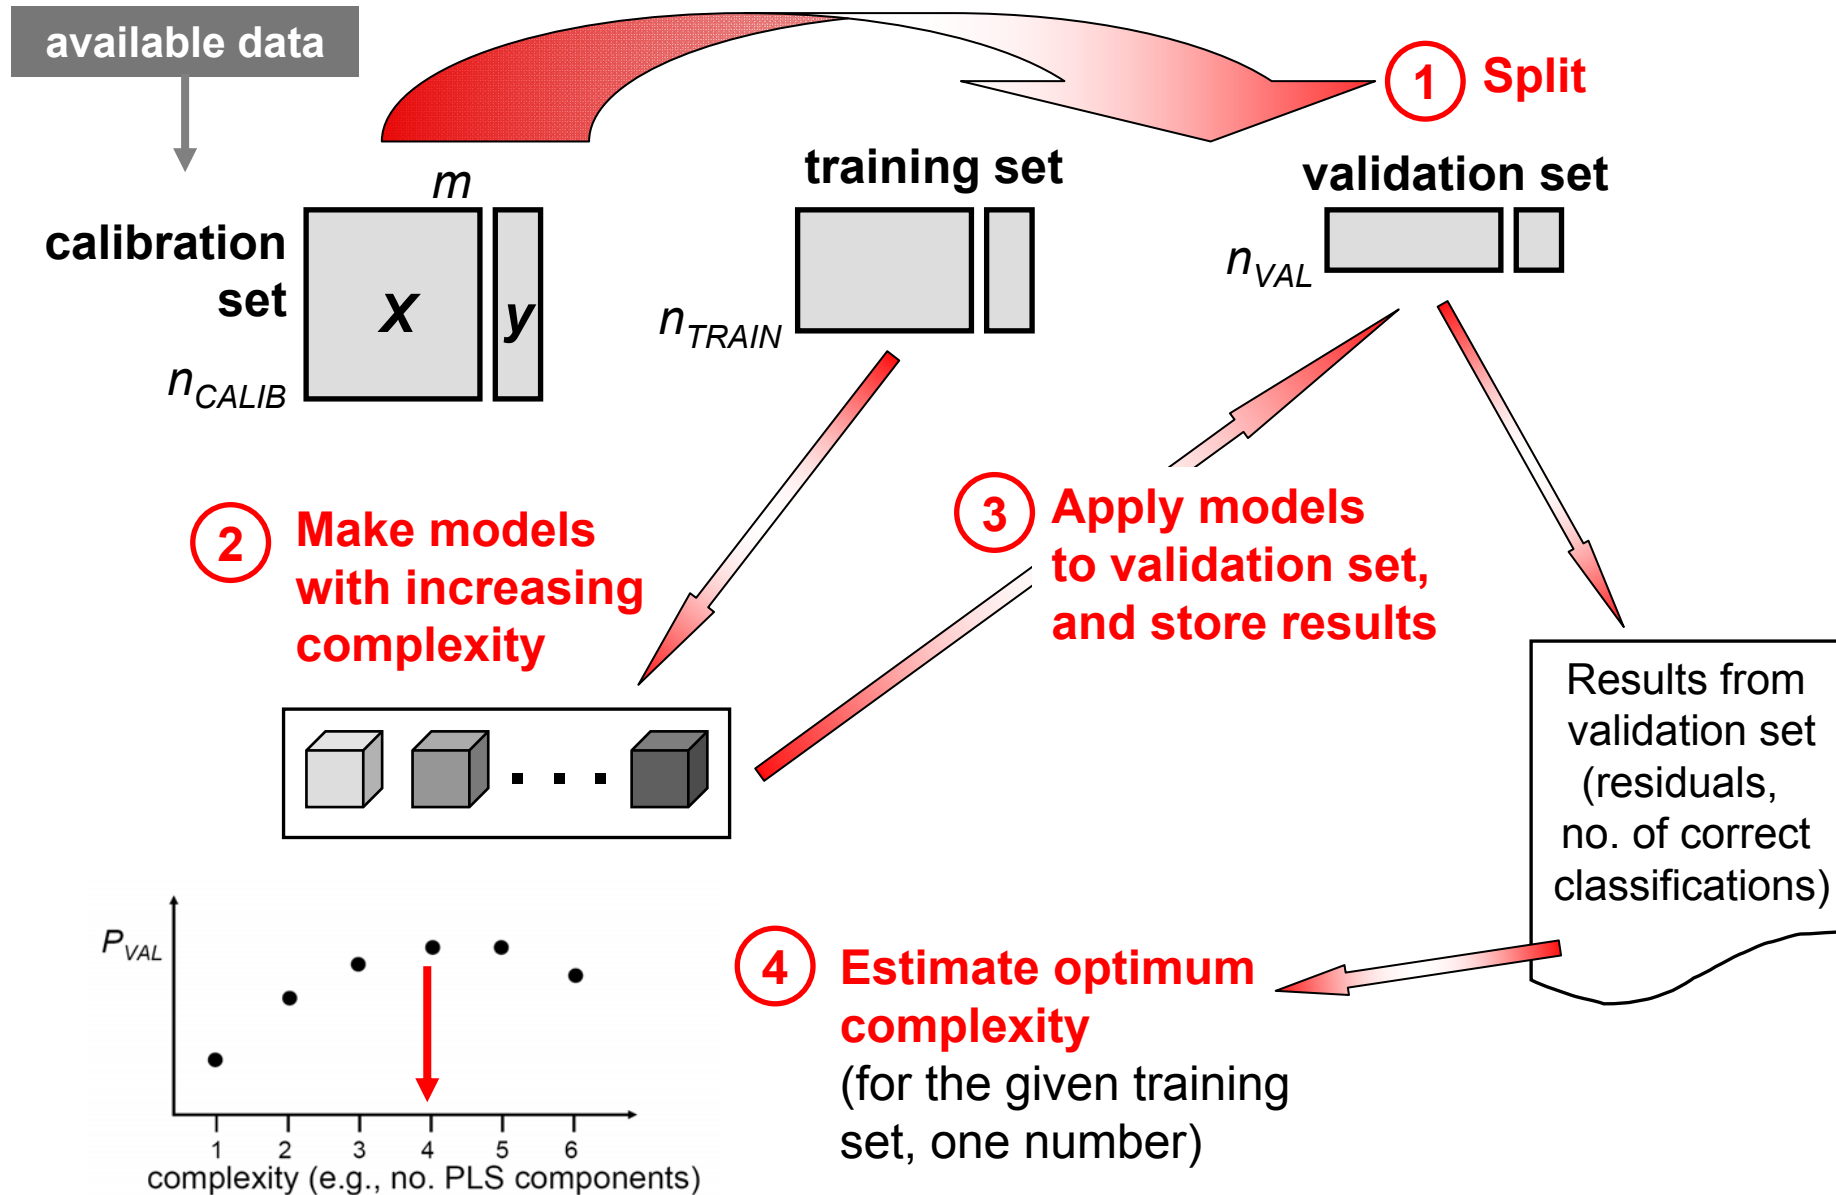 available data
1 Split
m
calibration
set
X
y
n_CALIB
training set
n_TRAIN
validation set
n_VAL
2 Make models
with increasing
complexity
3 Apply models
to validation set,
and store results
Results from
validation set
(residuals,
no. of correct
classifications)
4 Estimate optimum
complexity
(for the given training
set, one number)
P_VAL
1 2 3 4 5 6
complexity (e.g., no. PLS components)